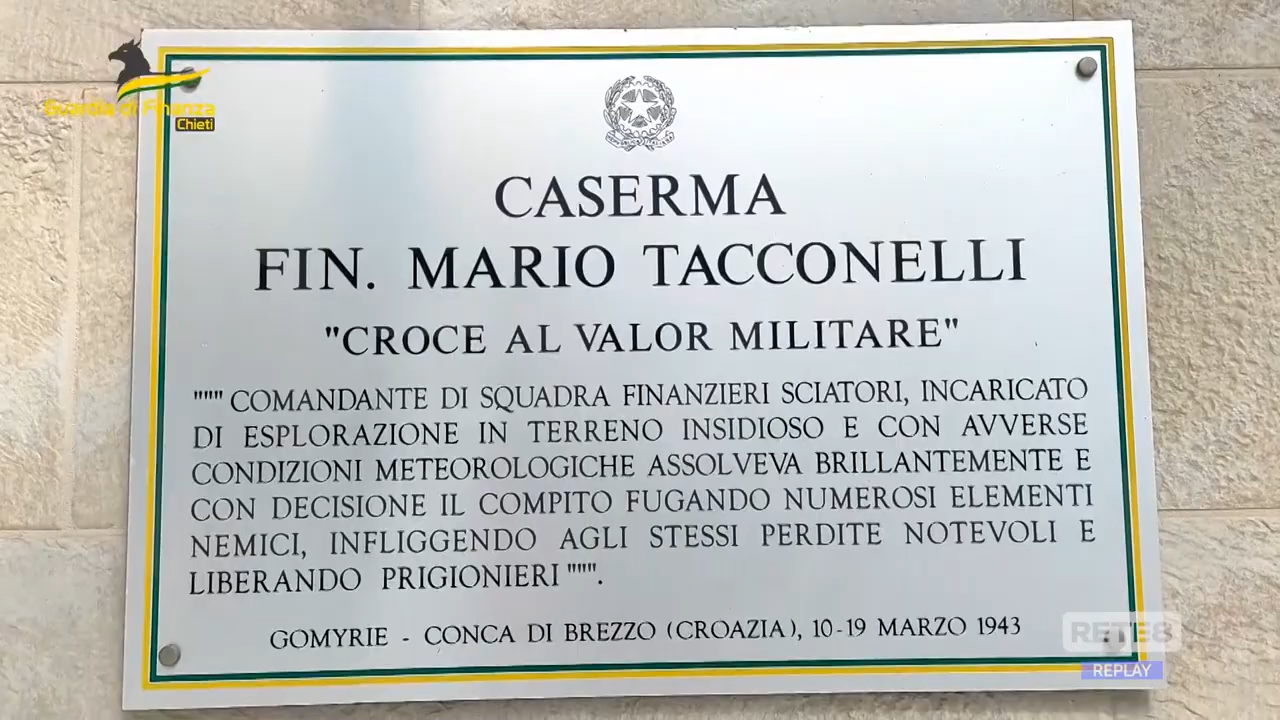 Guardia di Finanza
Chieti
CASERMA
FIN. MARIO TACCONELLI
"CROCE AL VALOR MILITARE"
""" COMANDANTE DI SQUADRA FINANZIERI SCIATORI, INCARICATO
DI ESPLORAZIONE IN TERRENO INSIDIOSO E CON AVVERSE
CONDIZIONI METEOROLOGICHE ASSOLVEVA BRILLANTEMENTE E
CON DECISIONE IL COMPITO FUGANDO NUMEROSI ELEMENTI
NEMICI, INFLIGGENDO AGLI STESSI PERDITE NOTEVOLI E
LIBERANDO PRIGIONIERI """.
GOMYRIE - CONCA DI BREZZO (CROAZIA), 10-19 MARZO 1943
RETE8
REPLAY